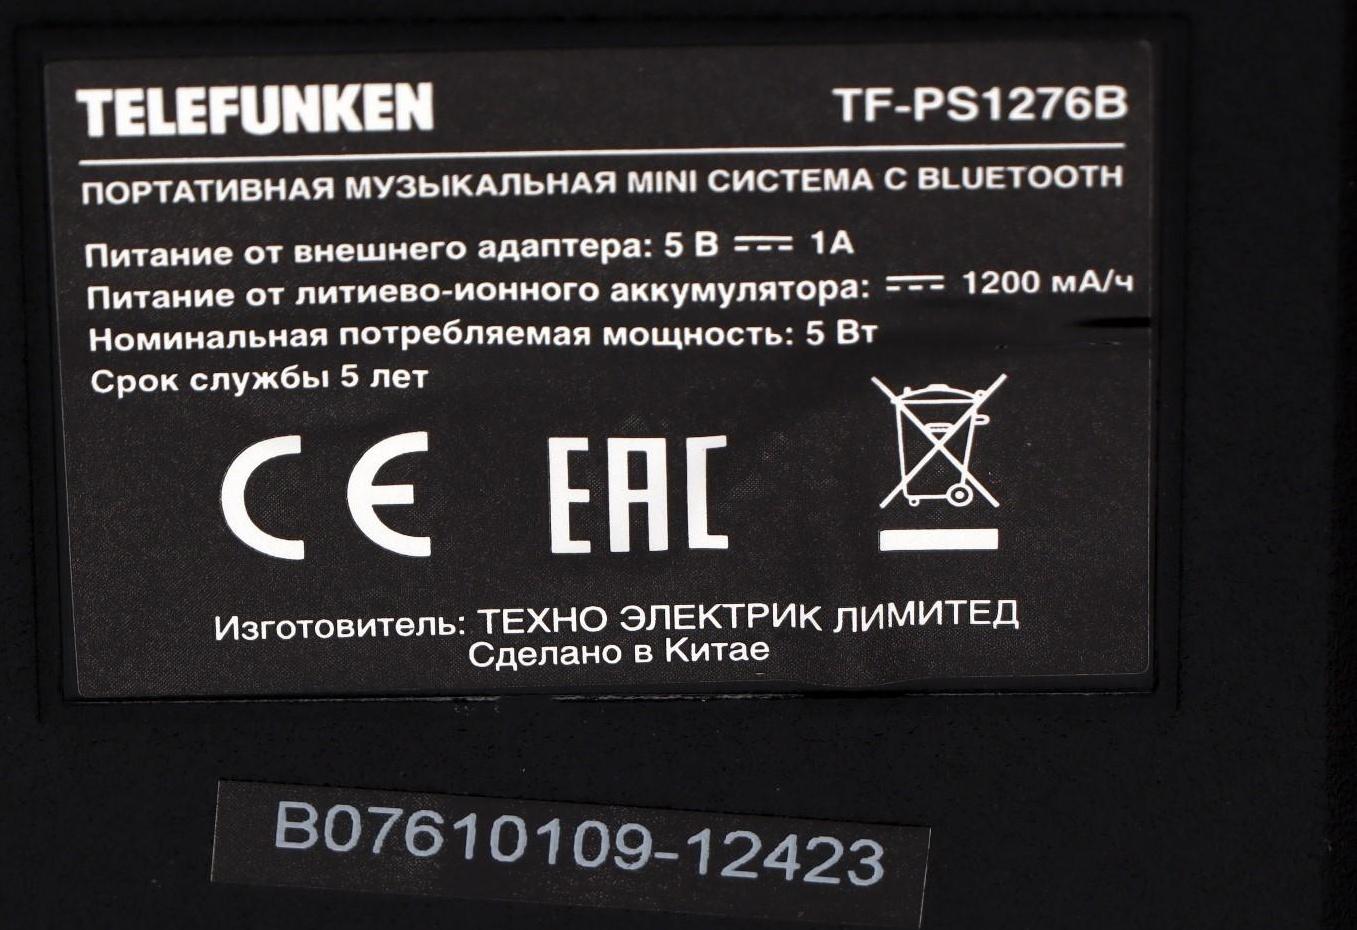 TELEFUNKEN TF-PS1276B
ПОРТАТИВНАЯ МУЗЫКАЛЬНАЯ MINI СИСТЕМА С BLUETOOTH
Питание от внешнего адаптера: 5 В ⎓ 1А
Питание от литиево-ионного аккумулятора: ⎓ 1200 мА/ч
Номинальная потребляемая мощность: 5 Вт
Срок службы 5 лет
CE EAC
Изготовитель: ТЕХНО ЭЛЕКТРИК ЛИМИТЕД
Сделано в Китае
B07610109-12423